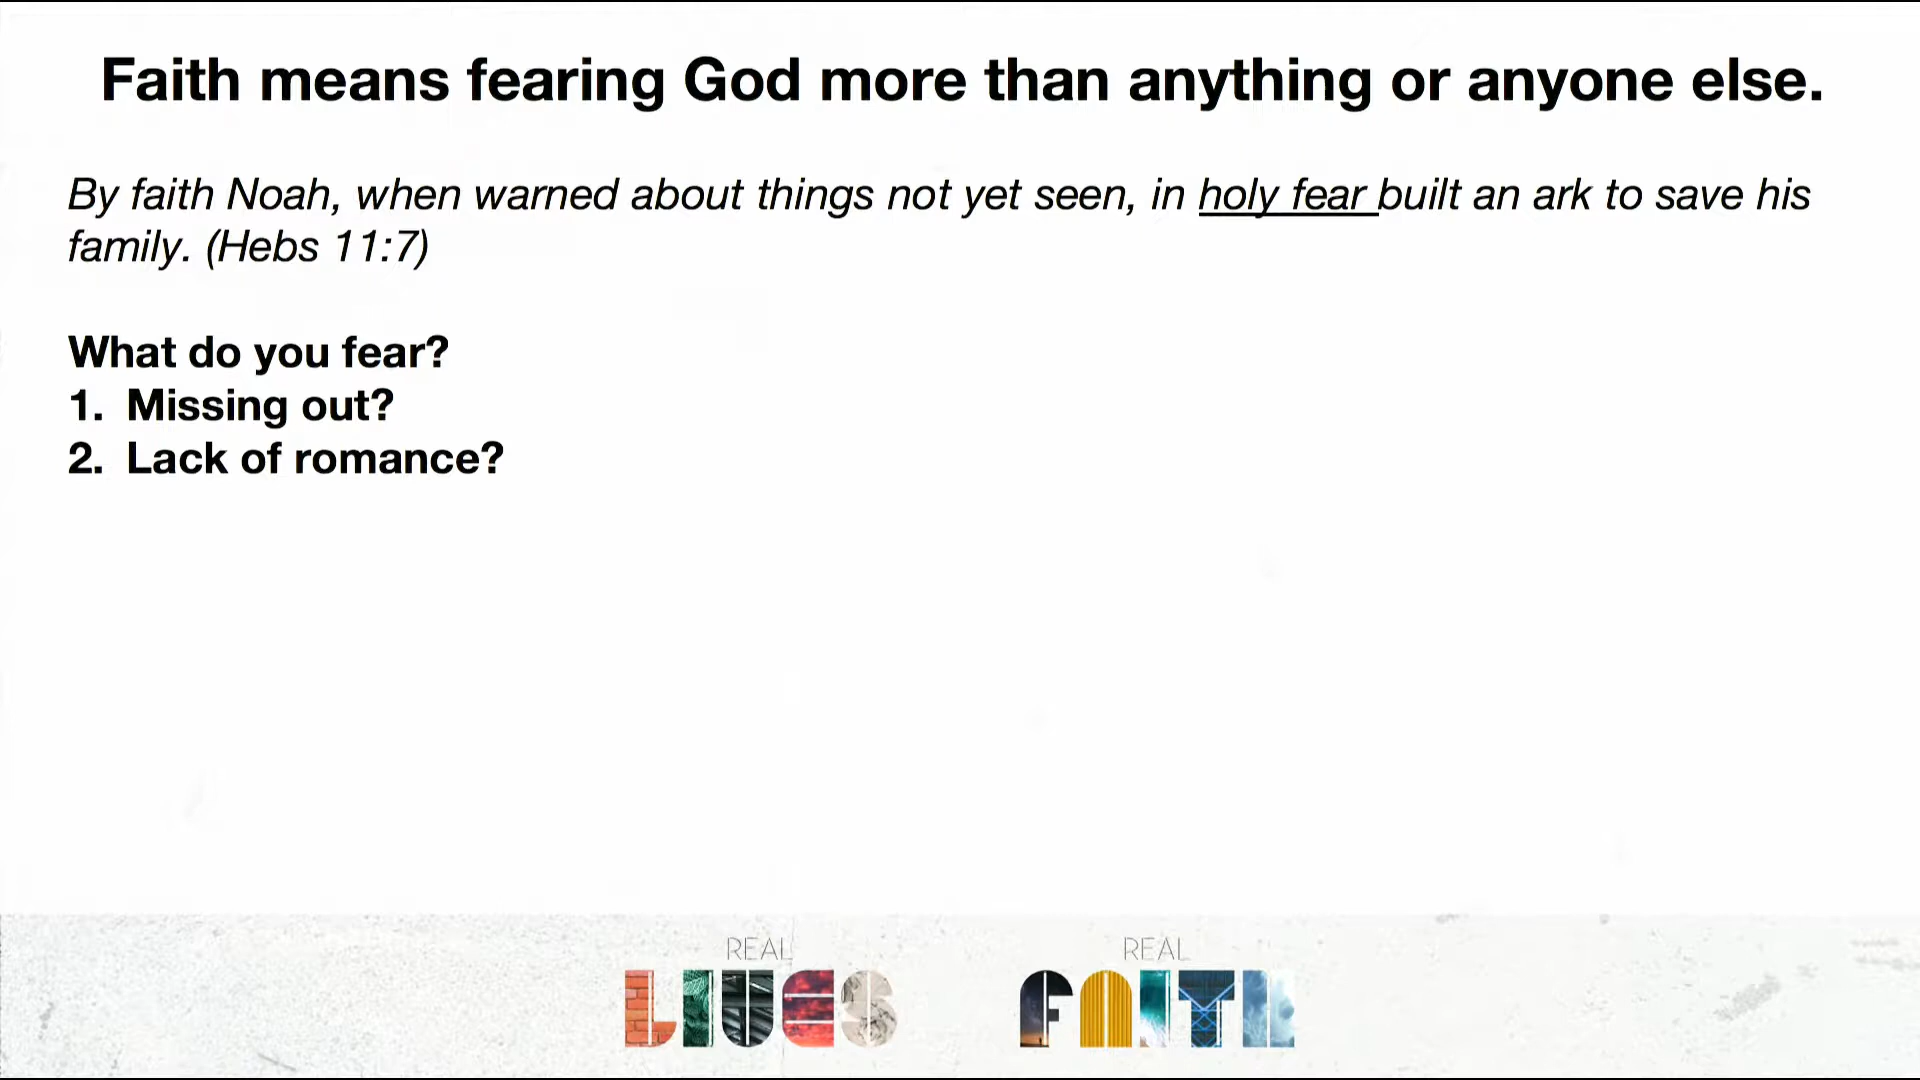 Faith means fearing God more than anything or anyone else.
By faith Noah, when warned about things not yet seen, in holy fear built an ark to save his
family. (Hebs 11:7)
What do you fear?
1. Missing out?
2. Lack of romance?
REAL REAL
LIVES FAITH